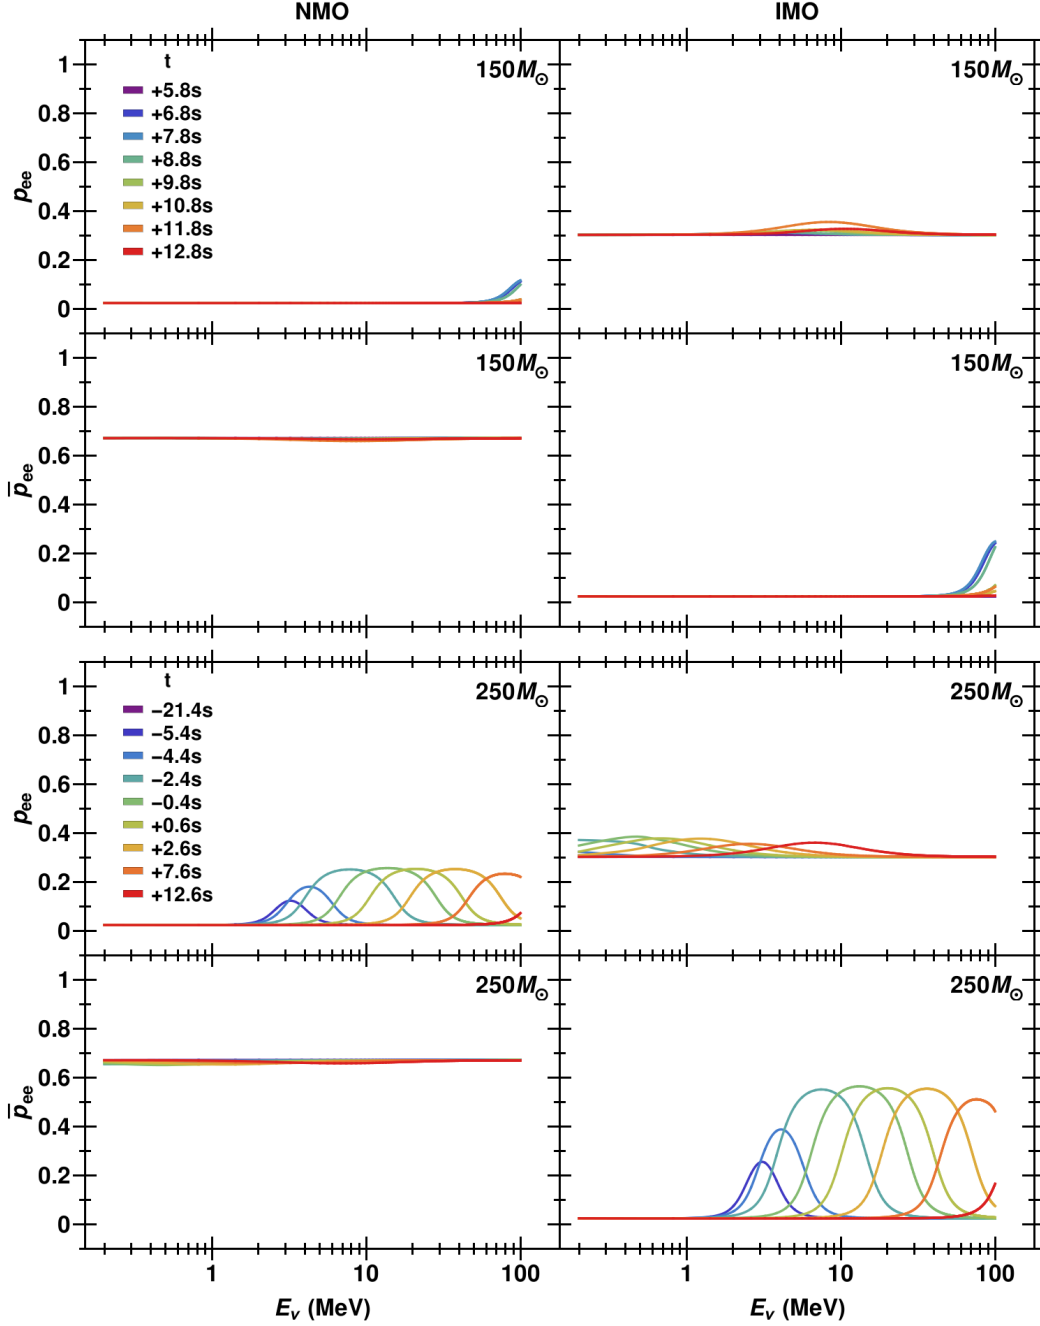 NMO
IMO
1
0.8
0.6
0.4
0.2
0
p_ee
t
+5.8s
+6.8s
+7.8s
+8.8s
+9.8s
+10.8s
+11.8s
+12.8s
150M⊙
150M⊙
1
0.8
0.6
0.4
0.2
0
p̅_ee
150M⊙
150M⊙
1
0.8
0.6
0.4
0.2
0
p_ee
t
−21.4s
−5.4s
−4.4s
−2.4s
−0.4s
+0.6s
+2.6s
+7.6s
+12.6s
250M⊙
250M⊙
1
0.8
0.6
0.4
0.2
0
p̅_ee
250M⊙
250M⊙
1 10 100
1 10 100
E_ν (MeV)
E_ν (MeV)